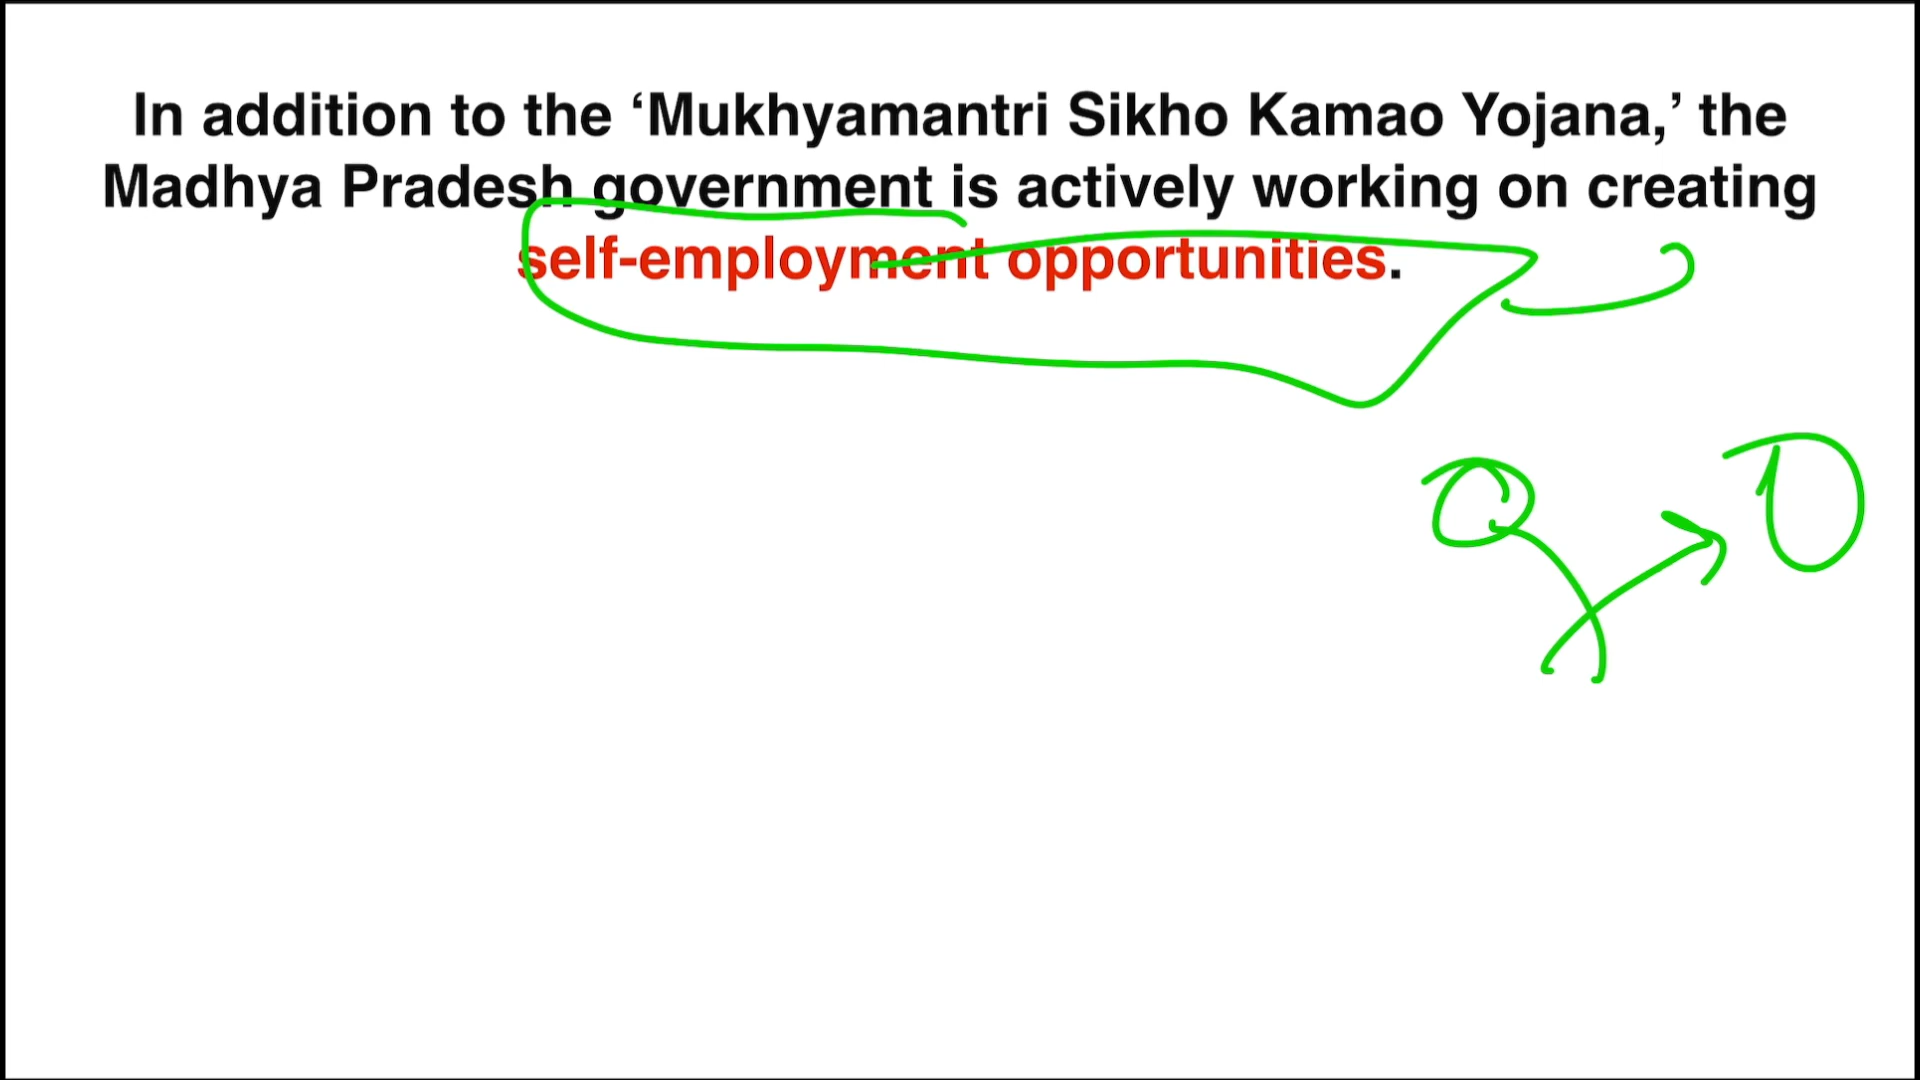 In addition to the ‘Mukhyamantri Sikho Kamao Yojana,’ the
Madhya Pradesh government is actively working on creating
self-employment opportunities.